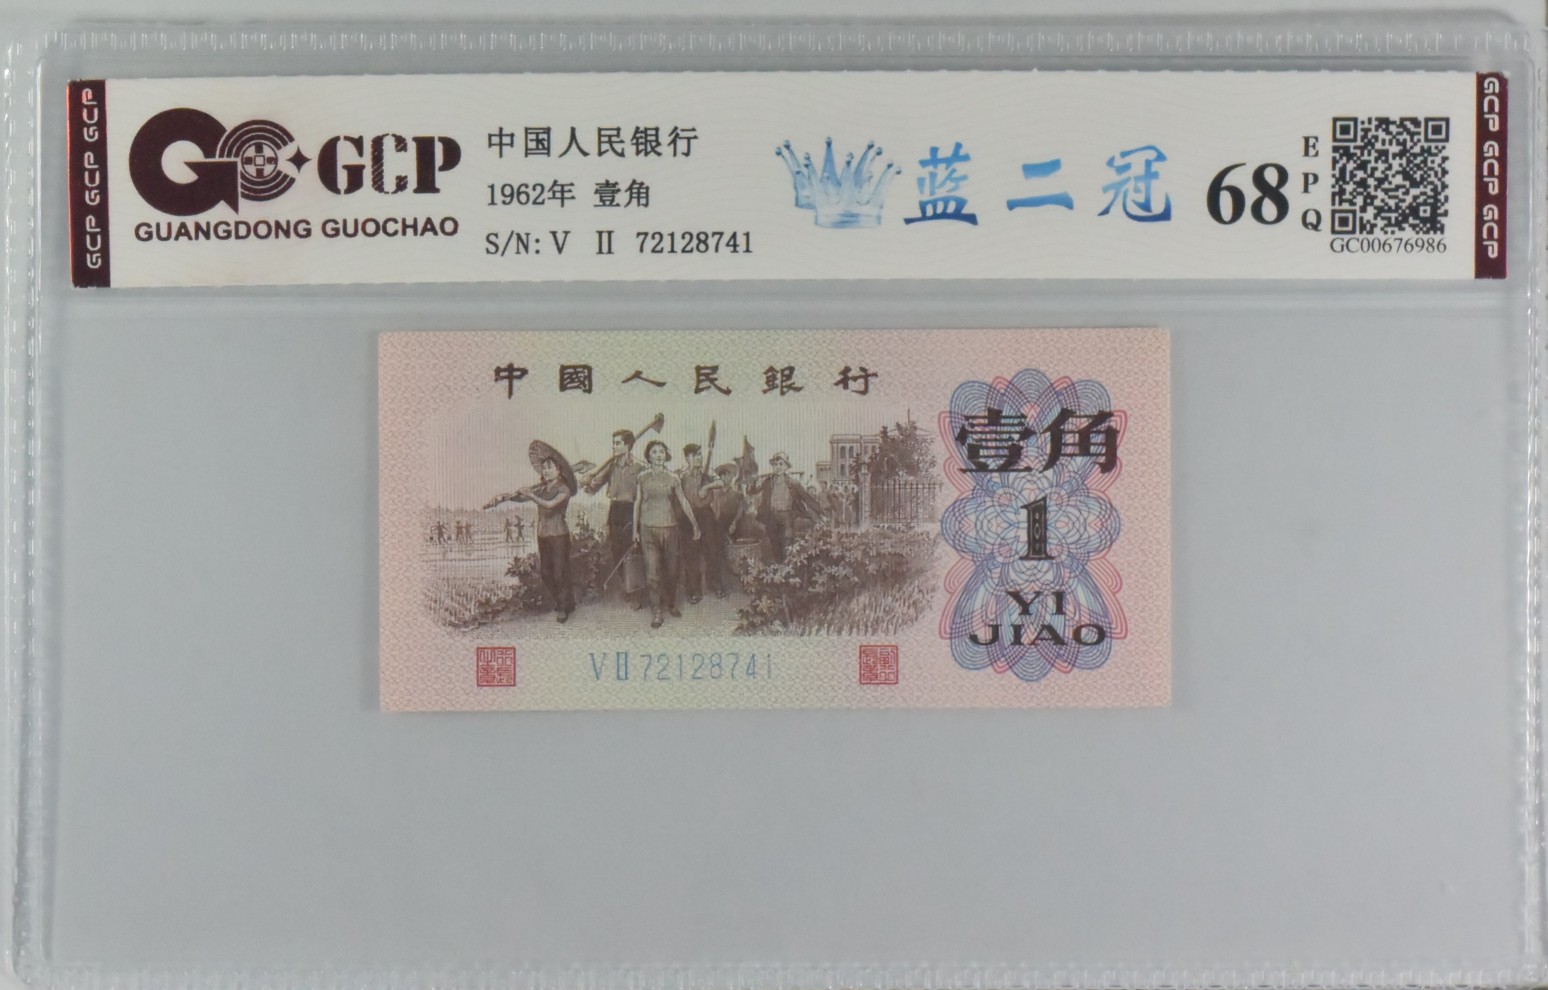 GCP GCP GCP
GCP
GUANGDONG GUOCHAO
中国人民银行
1962年 壹角
S/N: V Ⅱ 72128741
蓝二冠
68
EPQ
GC00676986
GCP GCP GCP
中國人民銀行
壹角
1
YI
JIAO
V Ⅱ 72128741